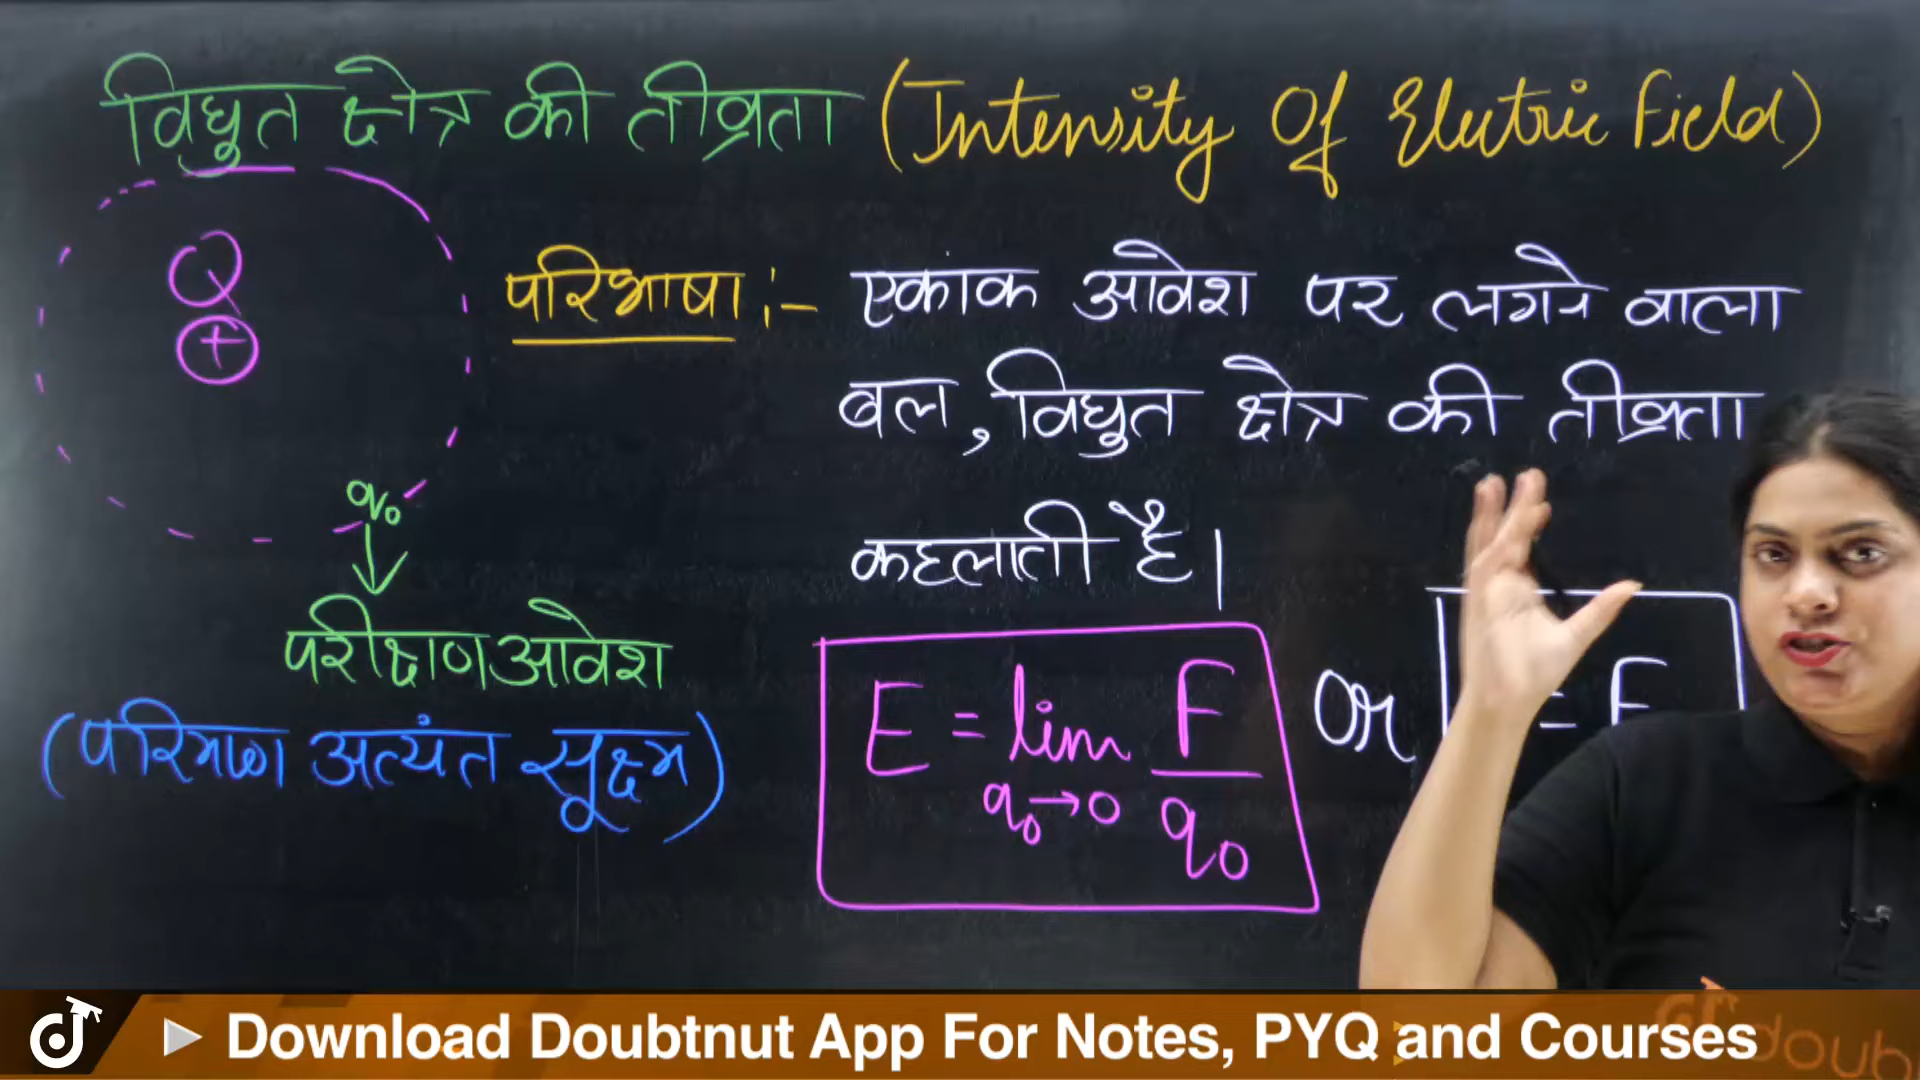 विद्युत क्षेत्र की तीव्रता (Intensity Of Electric Field)
Q
+
परिभाषा :- एकांक आवेश पर लगने वाला
बल, विद्युत क्षेत्र की तीव्रता
कहलाती है।
q₀
परीक्षण आवेश
(परिमाण अत्यंत सूक्ष्म)
E = lim F
q₀→0 q₀
or
= F
Download Doubtnut App For Notes, PYQ and Courses
doub